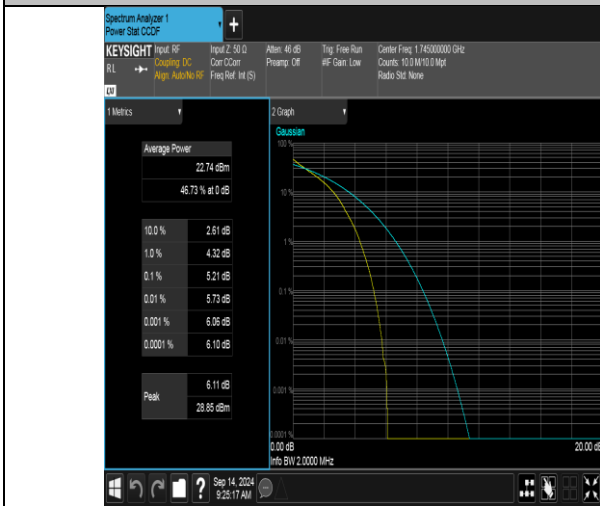 Spectrum Analyzer 1
Power Stat CCDF
+
KEYSIGHT Input: RF Input Z: 50 Ω Atten: 46 dB Trig: Free Run Center Freq: 1.745000000 GHz
RL Coupling: DC Corr CCorr Preamp: Off #IF Gain: Low Counts: 10.0 M/10.0 Mpt
Align: Auto/No RF Freq Ref: Int (S) Radio Std: None
LXI
1 Metrics
Average Power
22.74 dBm
46.73 % at 0 dB
10.0 % 2.61 dB
1.0 % 4.32 dB
0.1 % 5.21 dB
0.01 % 5.73 dB
0.001 % 6.06 dB
0.0001 % 6.10 dB
Peak 6.11 dB
28.85 dBm
2 Graph
Gaussian
100 %
10 %
1 %
0.1 %
0.01 %
0.001 %
0.0001 %
0.00 dB 20.00 dB
Info BW 2.0000 MHz
? Sep 14, 2024
9:25:17 AM